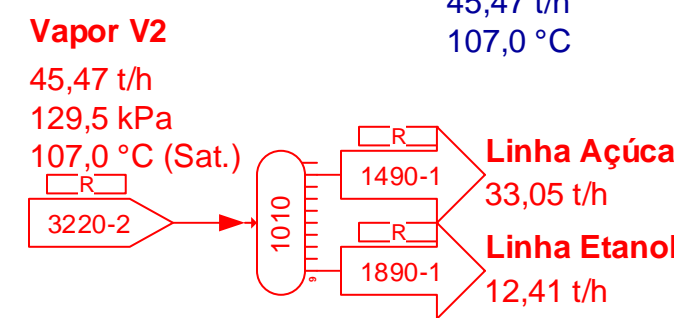 45,47 t/h
107,0 °C
Vapor V2
45,47 t/h
129,5 kPa
107,0 °C (Sat.)
R
3220-2
1010
9
R
1490-1
Linha Açúca
33,05 t/h
R
1890-1
Linha Etanol
12,41 t/h